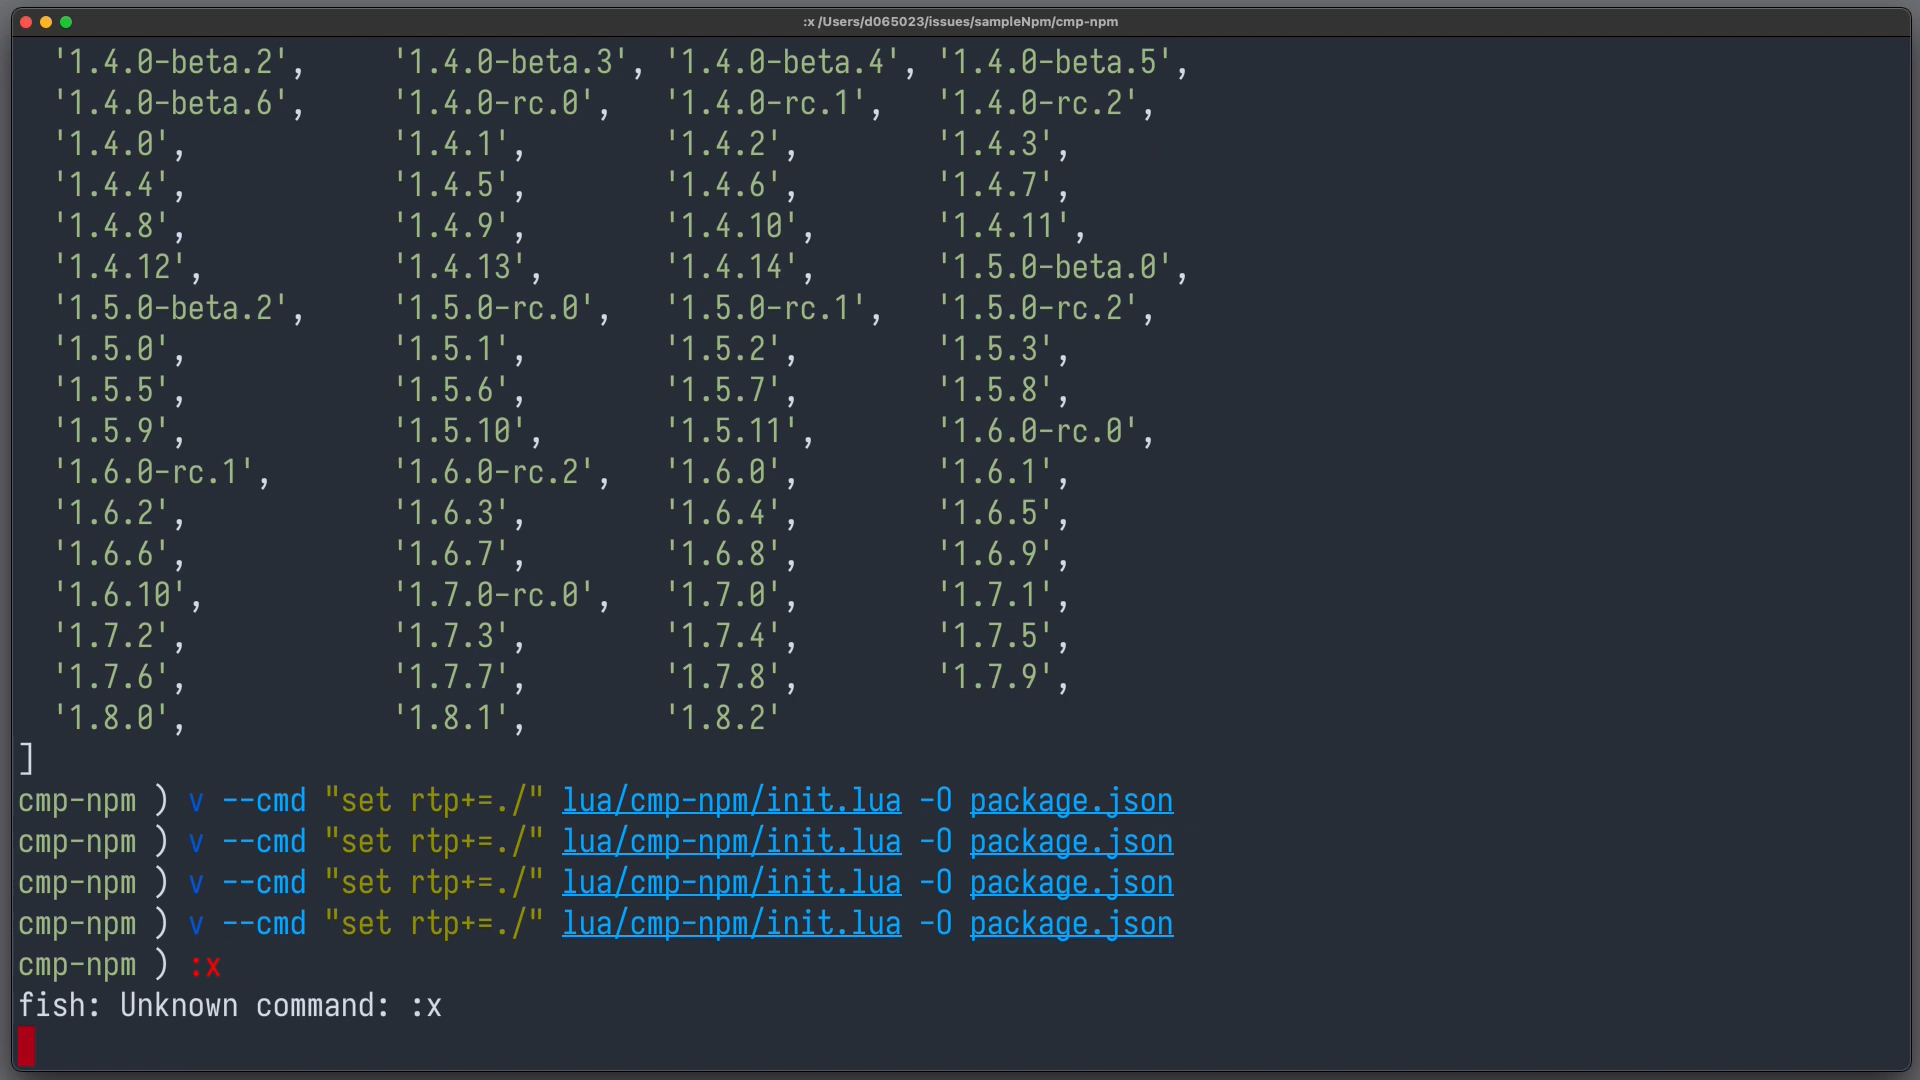 :x /Users/d065023/issues/sampleNpm/cmp-npm
'1.4.0-beta.2', '1.4.0-beta.3', '1.4.0-beta.4', '1.4.0-beta.5',
'1.4.0-beta.6', '1.4.0-rc.0', '1.4.0-rc.1', '1.4.0-rc.2',
'1.4.0', '1.4.1', '1.4.2', '1.4.3',
'1.4.4', '1.4.5', '1.4.6', '1.4.7',
'1.4.8', '1.4.9', '1.4.10', '1.4.11',
'1.4.12', '1.4.13', '1.4.14', '1.5.0-beta.0',
'1.5.0-beta.2', '1.5.0-rc.0', '1.5.0-rc.1', '1.5.0-rc.2',
'1.5.0', '1.5.1', '1.5.2', '1.5.3',
'1.5.5', '1.5.6', '1.5.7', '1.5.8',
'1.5.9', '1.5.10', '1.5.11', '1.6.0-rc.0',
'1.6.0-rc.1', '1.6.0-rc.2', '1.6.0', '1.6.1',
'1.6.2', '1.6.3', '1.6.4', '1.6.5',
'1.6.6', '1.6.7', '1.6.8', '1.6.9',
'1.6.10', '1.7.0-rc.0', '1.7.0', '1.7.1',
'1.7.2', '1.7.3', '1.7.4', '1.7.5',
'1.7.6', '1.7.7', '1.7.8', '1.7.9',
'1.8.0', '1.8.1', '1.8.2'
]
cmp-npm ) v --cmd "set rtp+=./" lua/cmp-npm/init.lua -O package.json
cmp-npm ) v --cmd "set rtp+=./" lua/cmp-npm/init.lua -O package.json
cmp-npm ) v --cmd "set rtp+=./" lua/cmp-npm/init.lua -O package.json
cmp-npm ) v --cmd "set rtp+=./" lua/cmp-npm/init.lua -O package.json
cmp-npm ) :x
fish: Unknown command: :x